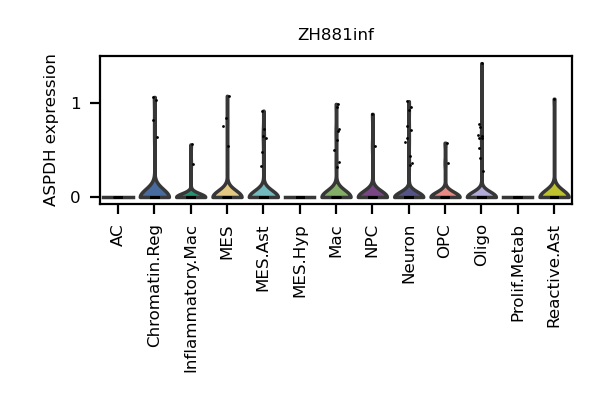 ZH881inf
ASPDH expression
1
0
AC
Chromatin.Reg
Inflammatory.Mac
MES
MES.Ast
MES.Hyp
Mac
NPC
Neuron
OPC
Oligo
Prolif.Metab
Reactive.Ast